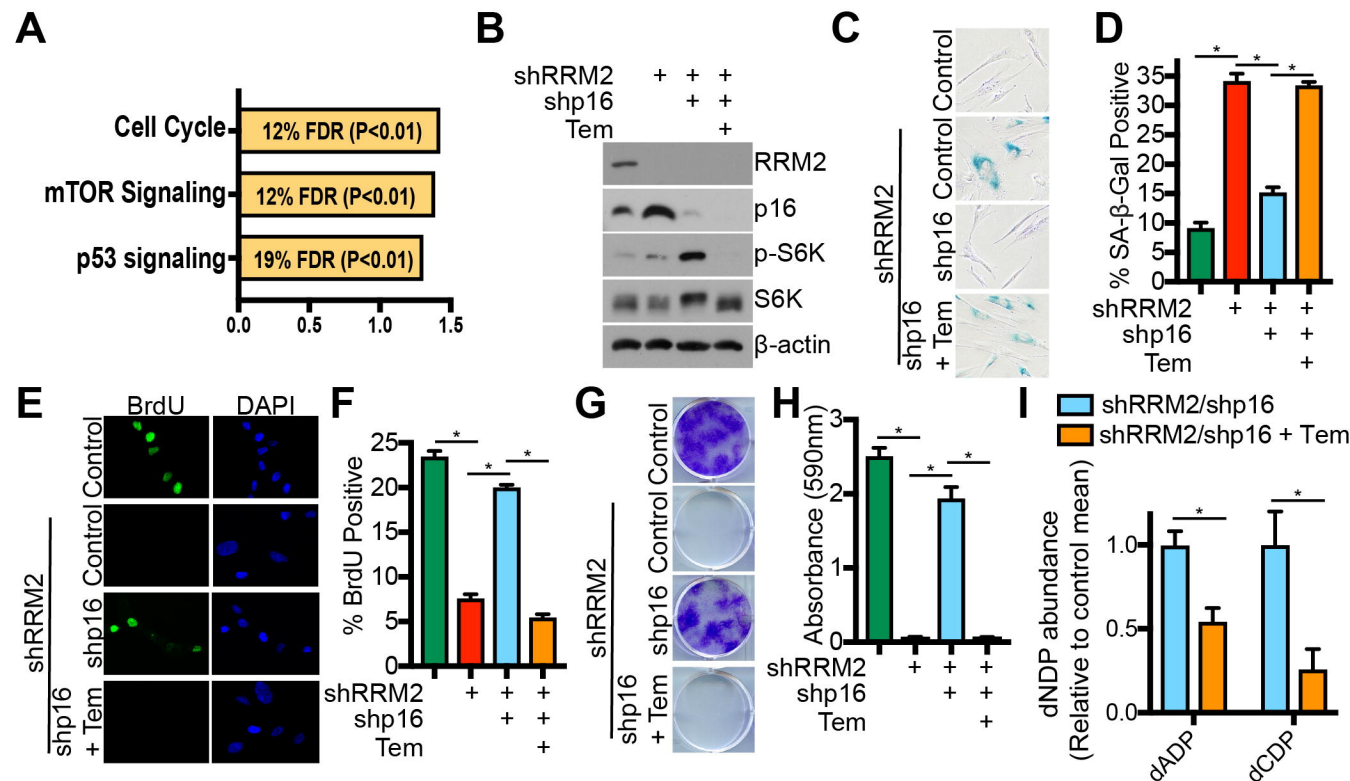 A
Cell Cycle
12% FDR (P<0.01)
mTOR Signaling
12% FDR (P<0.01)
p53 signaling
19% FDR (P<0.01)
0.0 0.5 1.0 1.5
B
shRRM2 + + +
shp16 + +
Tem +
RRM2
p16
p-S6K
S6K
β-actin
C
Control
Control
shp16
shp16
+ Tem
shRRM2
D
% SA-β-Gal Positive
35
30
25
20
15
10
5
0
* * *
shRRM2 + + +
shp16 + +
Tem +
E
BrdU DAPI
Control
Control
shp16
shp16
+ Tem
shRRM2
F
% BrdU Positive
25
20
15
10
5
0
* * *
shRRM2 + + +
shp16 + +
Tem +
G
Control
Control
shp16
shp16
+ Tem
shRRM2
H
Absorbance (590nm)
3
2
1
0
* * *
shRRM2 + + +
shp16 + +
Tem +
I
shRRM2/shp16
shRRM2/shp16 + Tem
dNDP abundance
(Relative to control mean)
1.0
0.5
0.0
* *
dADP dCDP